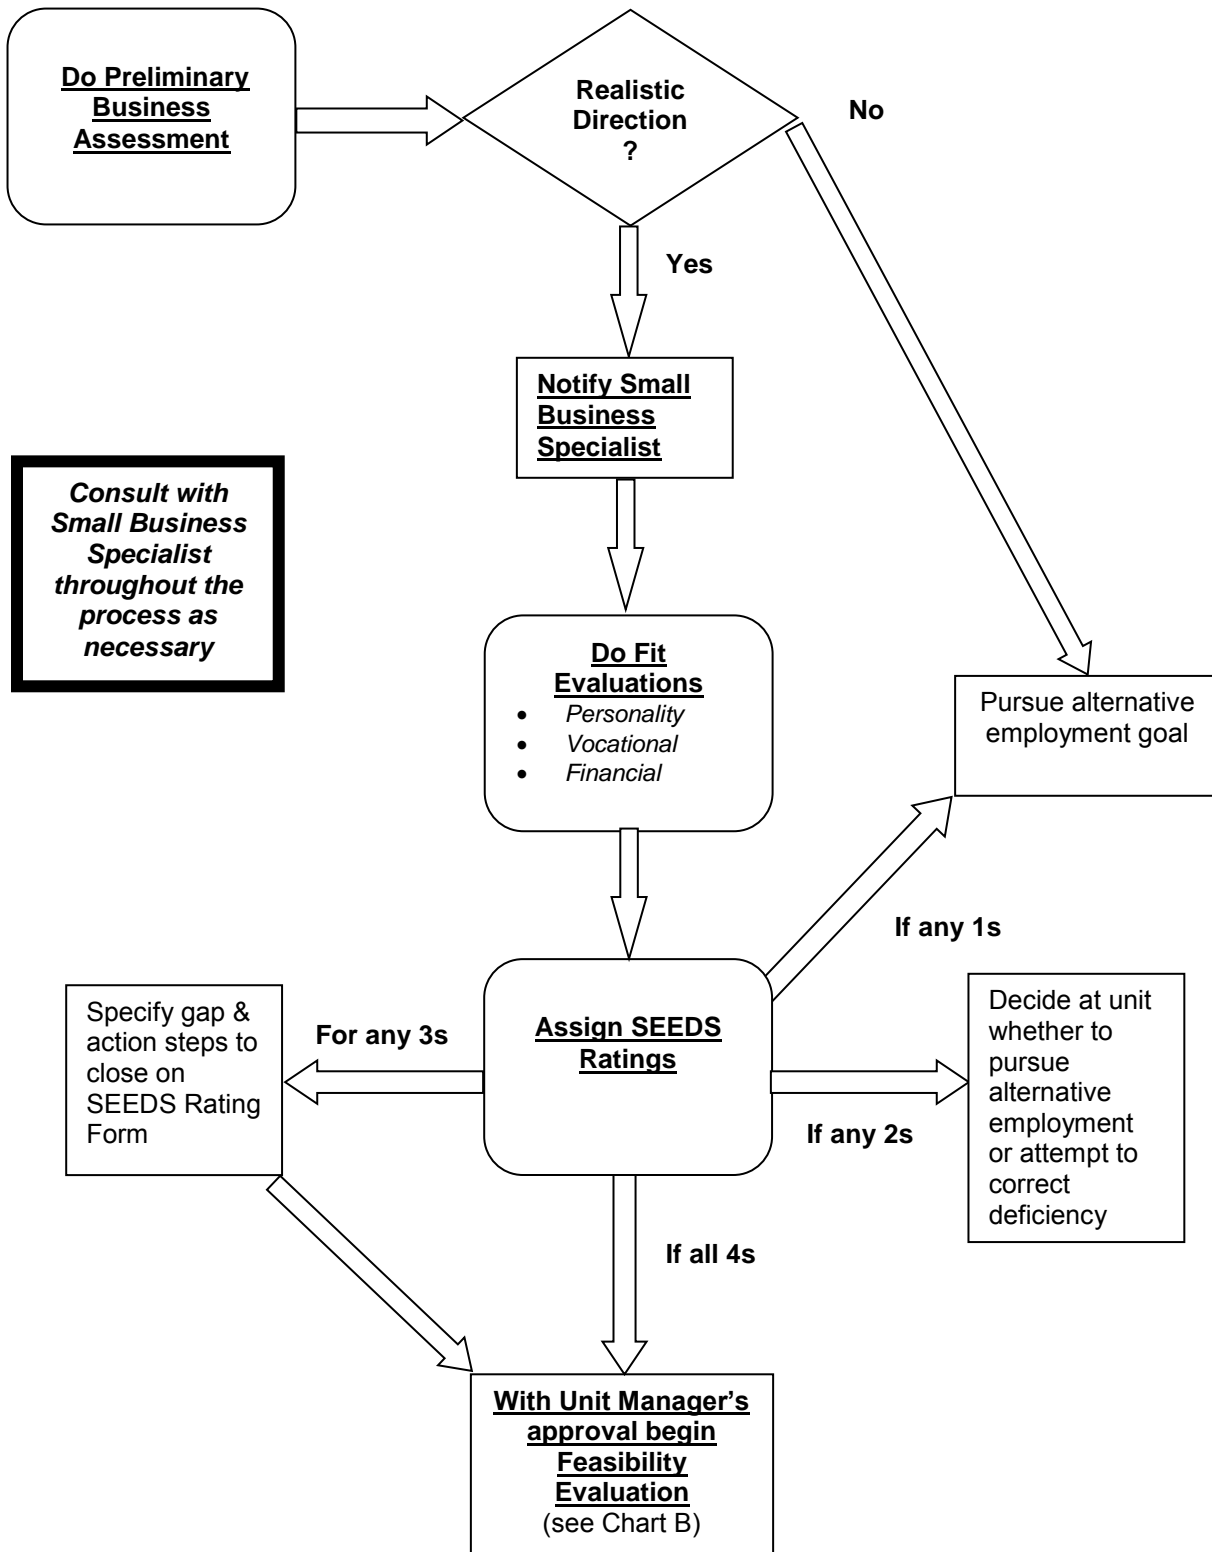 Do Preliminary
Business
Assessment
Realistic
Direction
?
No
Yes
Notify Small
Business
Specialist
Consult with
Small Business
Specialist
throughout the
process as
necessary
Do Fit
Evaluations
• Personality
• Vocational
• Financial
Pursue alternative
employment goal
If any 1s
Specify gap &
action steps to
close on
SEEDS Rating
Form
For any 3s
Assign SEEDS
Ratings
If any 2s
Decide at unit
whether to
pursue
alternative
employment
or attempt to
correct
deficiency
If all 4s
With Unit Manager’s
approval begin
Feasibility
Evaluation
(see Chart B)